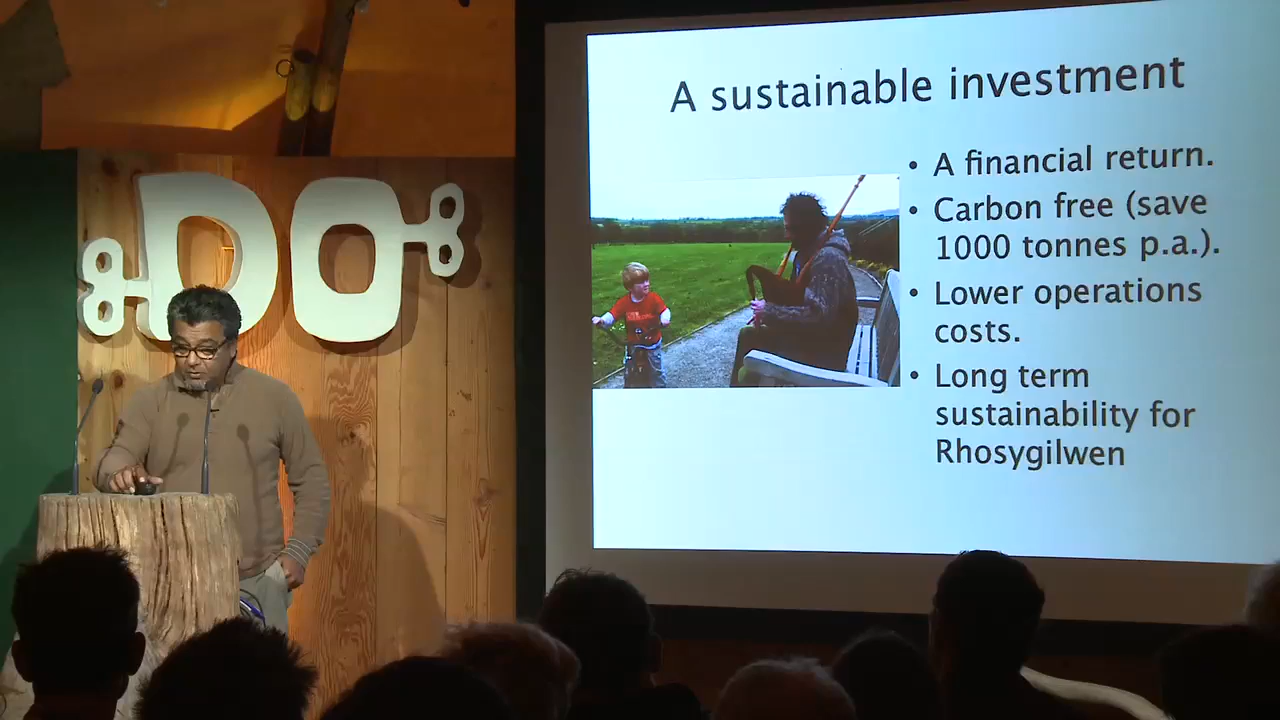 DO
A sustainable investment
• A financial return.
• Carbon free (save
1000 tonnes p.a.).
• Lower operations
costs.
• Long term
sustainability for
Rhosygilwen